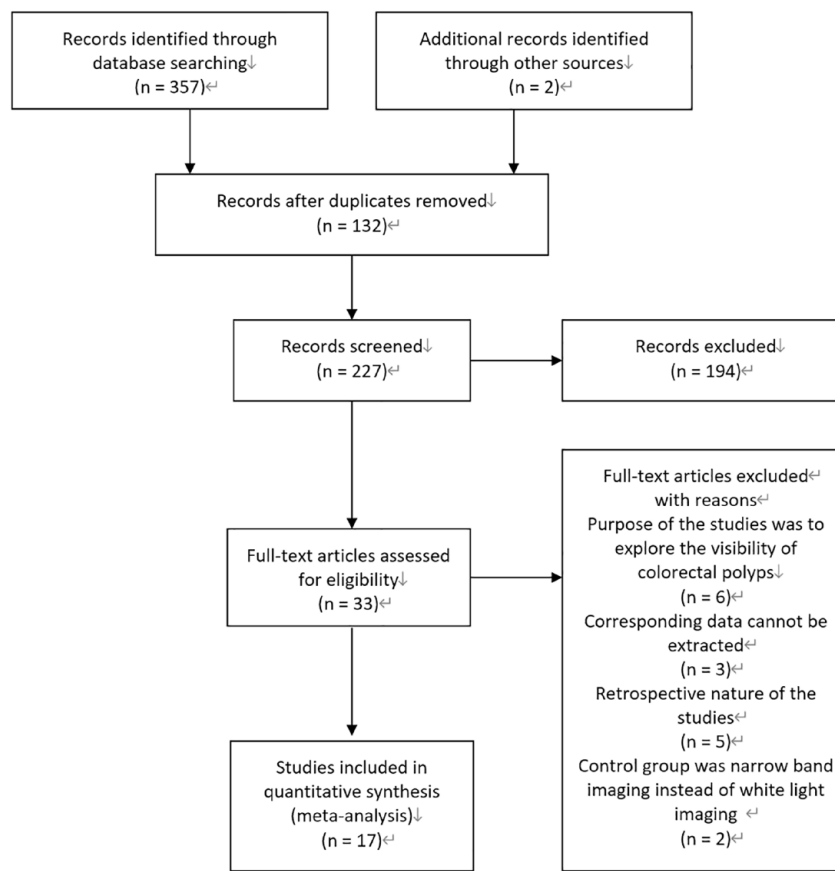 Records identified through
database searching↓
(n = 357)↵
Additional records identified
through other sources↓
(n = 2)↵
Records after duplicates removed↓
(n = 132)↵
Records screened↓
(n = 227)↵
Records excluded↓
(n = 194)↵
Full-text articles assessed
for eligibility↓
(n = 33)↵
Full-text articles excluded↵
with reasons↵
Purpose of the studies was to
explore the visibility of
colorectal polyps↓
(n = 6)↵
Corresponding data cannot be
extracted↵
(n = 3)↵
Retrospective nature of the
studies↵
(n = 5)↵
Control group was narrow band
imaging instead of white light
imaging ↵
(n = 2)↵
Studies included in
quantitative synthesis
(meta-analysis)↓
(n = 17)↵